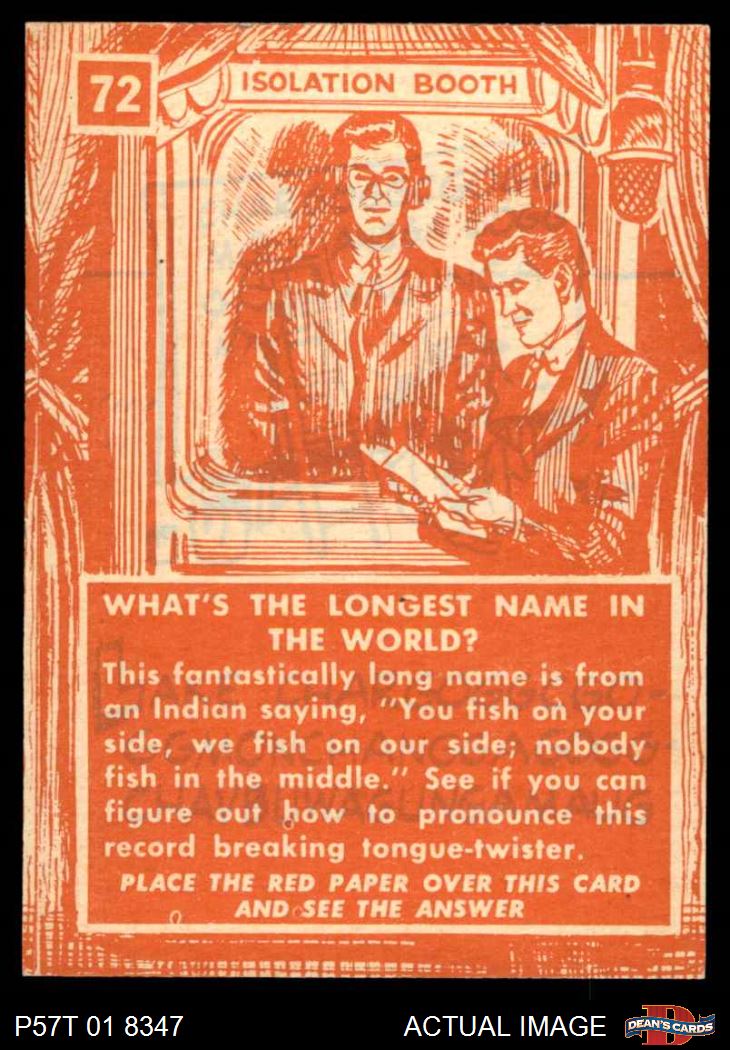 72
ISOLATION BOOTH
WHAT'S THE LONGEST NAME IN
THE WORLD?
This fantastically long name is from
an Indian saying, "You fish on your
side, we fish on our side; nobody
fish in the middle." See if you can
figure out how to pronounce this
record breaking tongue-twister.
PLACE THE RED PAPER OVER THIS CARD
AND SEE THE ANSWER
P57T 01 8347
ACTUAL IMAGE
D
DEAN'S CARDS